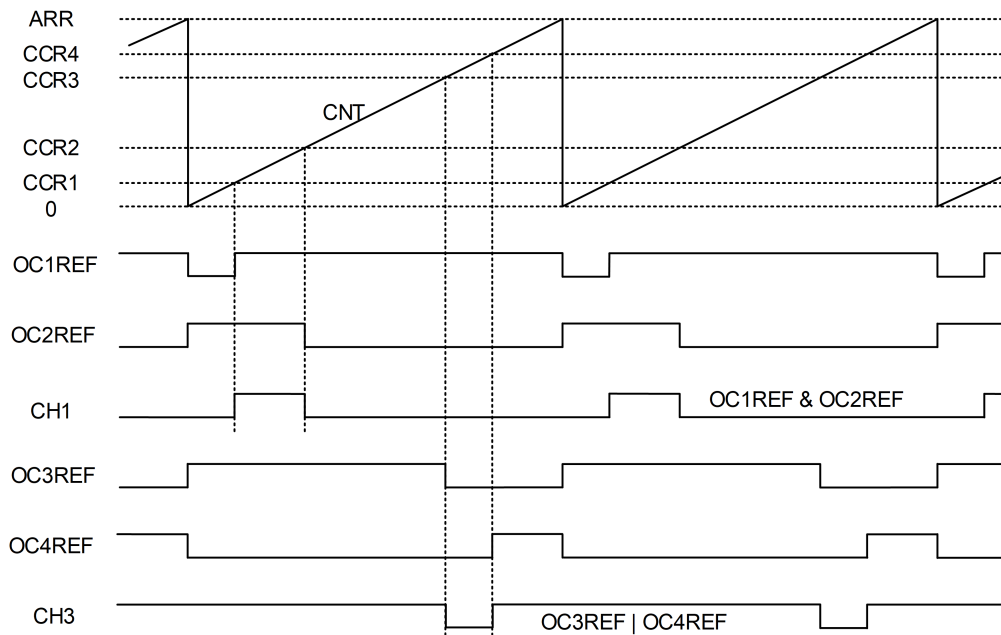 ARR
CCR4
CCR3
CNT
CCR2
CCR1
0
OC1REF
OC2REF
CH1
OC1REF & OC2REF
OC3REF
OC4REF
CH3
OC3REF | OC4REF